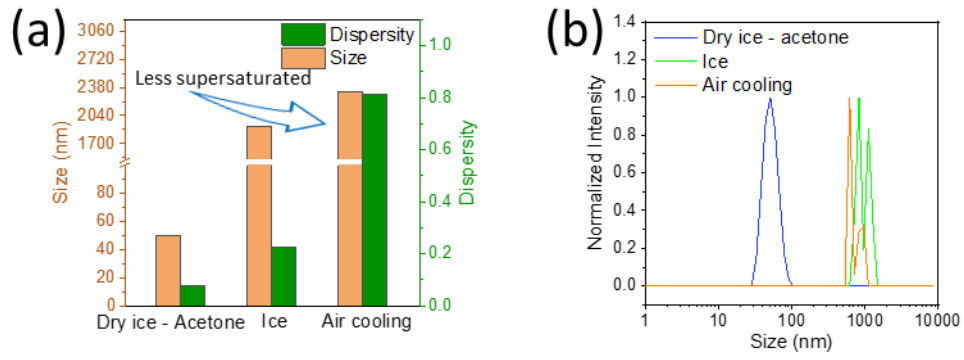 (a)
3060
2720
2380
2040
1700
80
60
40
20
0
Size (nm)
Dispersity
Size
Less supersaturated
1.0
0.8
0.6
0.4
0.2
0.0
Dispersity
Dry ice - Acetone
Ice
Air cooling
(b)
1.4
1.2
1.0
0.8
0.6
0.4
0.2
0.0
Normalized Intensity
Dry ice - acetone
Ice
Air cooling
1
10
100
1000
10000
Size (nm)